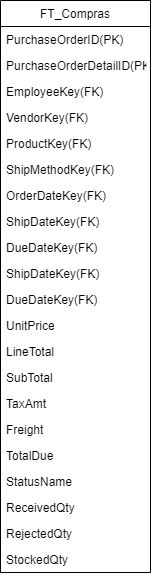 FT_Compras
PurchaseOrderID(PK)
PurchaseOrderDetailID(PK
EmployeeKey(FK)
VendorKey(FK)
ProductKey(FK)
ShipMethodKey(FK)
OrderDateKey(FK)
ShipDateKey(FK)
DueDateKey(FK)
ShipDateKey(FK)
DueDateKey(FK)
UnitPrice
LineTotal
SubTotal
TaxAmt
Freight
TotalDue
StatusName
ReceivedQty
RejectedQty
StockedQty